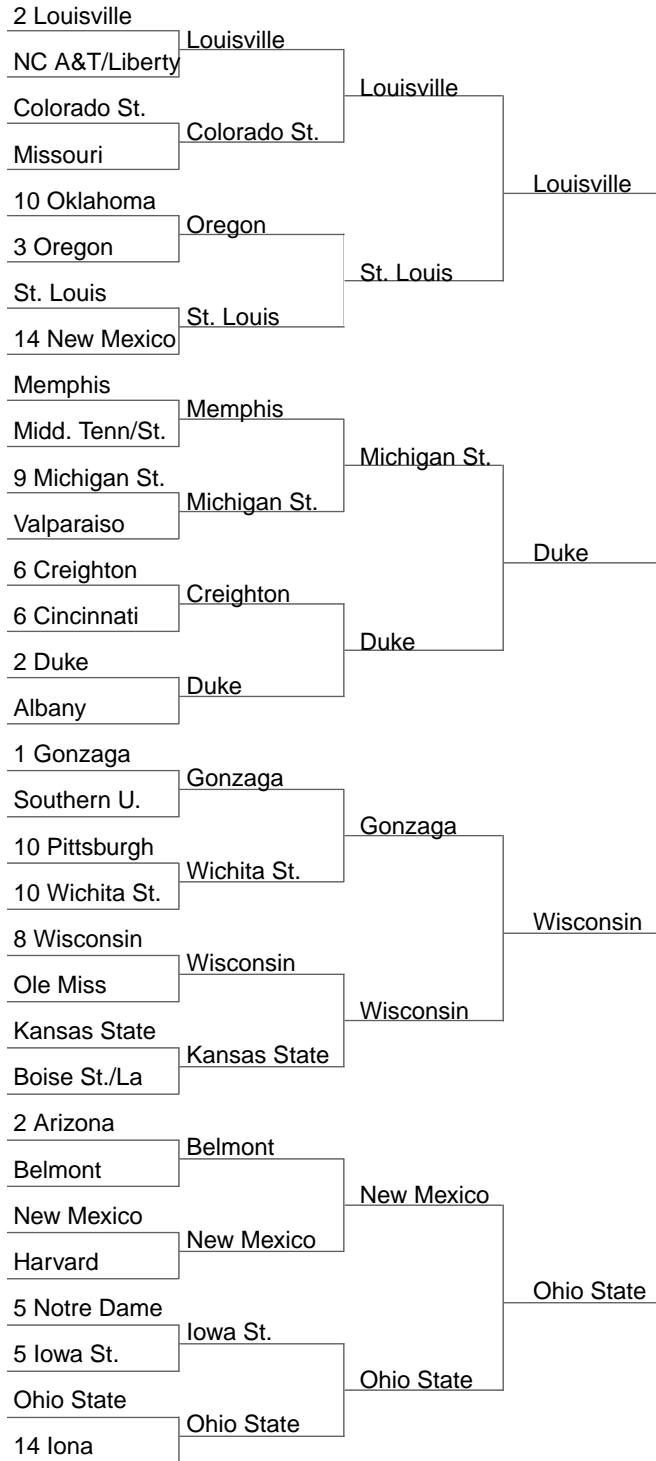 2 Louisville
NC A&T/Liberty
Colorado St.
Missouri
10 Oklahoma
3 Oregon
St. Louis
14 New Mexico
Memphis
Midd. Tenn/St.
9 Michigan St.
Valparaiso
6 Creighton
6 Cincinnati
2 Duke
Albany
1 Gonzaga
Southern U.
10 Pittsburgh
10 Wichita St.
8 Wisconsin
Ole Miss
Kansas State
Boise St./La
2 Arizona
Belmont
New Mexico
Harvard
5 Notre Dame
5 Iowa St.
Ohio State
14 Iona
Louisville
Colorado St.
Oregon
St. Louis
Memphis
Michigan St.
Creighton
Duke
Gonzaga
Wichita St.
Wisconsin
Kansas State
Belmont
New Mexico
Iowa St.
Ohio State
Louisville
St. Louis
Michigan St.
Duke
Gonzaga
Wisconsin
New Mexico
Ohio State
Louisville
Duke
Wisconsin
Ohio State